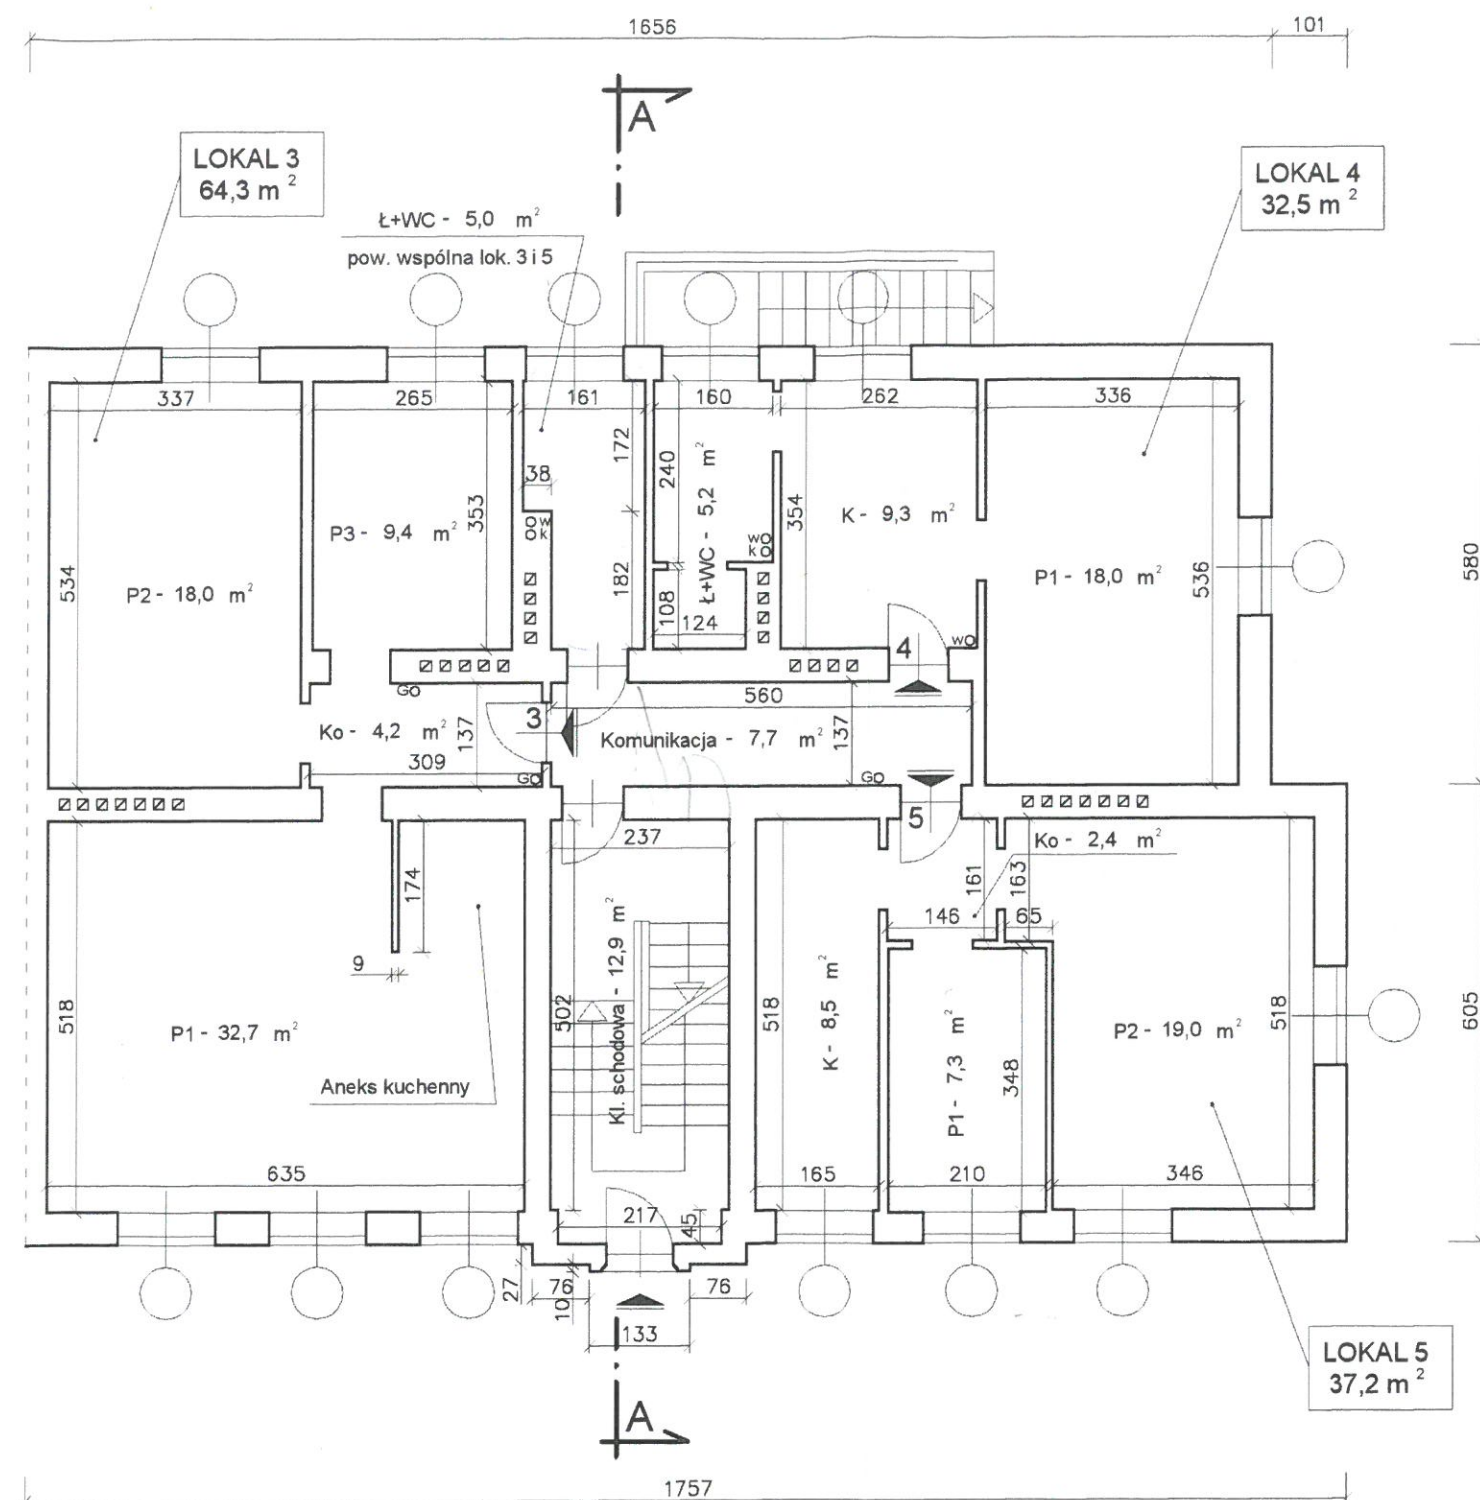 1656
101
A
LOKAL 3
64,3 m²
LOKAL 4
32,5 m²
Ł+WC - 5,0 m²
pow. wspólna lok. 3 i 5
337
265
161
160
262
336
172
240
38
353
354
P3 - 9,4 m²
w
k
Ł+WC - 5,2 m²
w
k
K - 9,3 m²
534
P2 - 18,0 m²
P1 - 18,0 m²
536
580
182
108
124
4
wo
Go
560
3
Ko - 4,2 m²
137
Komunikacja - 7,7 m²
137
309
Go
Go
5
237
Ko - 2,4 m²
174
161
163
146
65
9
518
502
Kl. schodowa - 12,9 m²
518
K - 8,5 m²
P1 - 7,3 m²
348
P2 - 19,0 m²
518
605
P1 - 32,7 m²
Aneks kuchenny
635
165
210
346
217
45
27
76
10
76
133
LOKAL 5
37,2 m²
A
1757